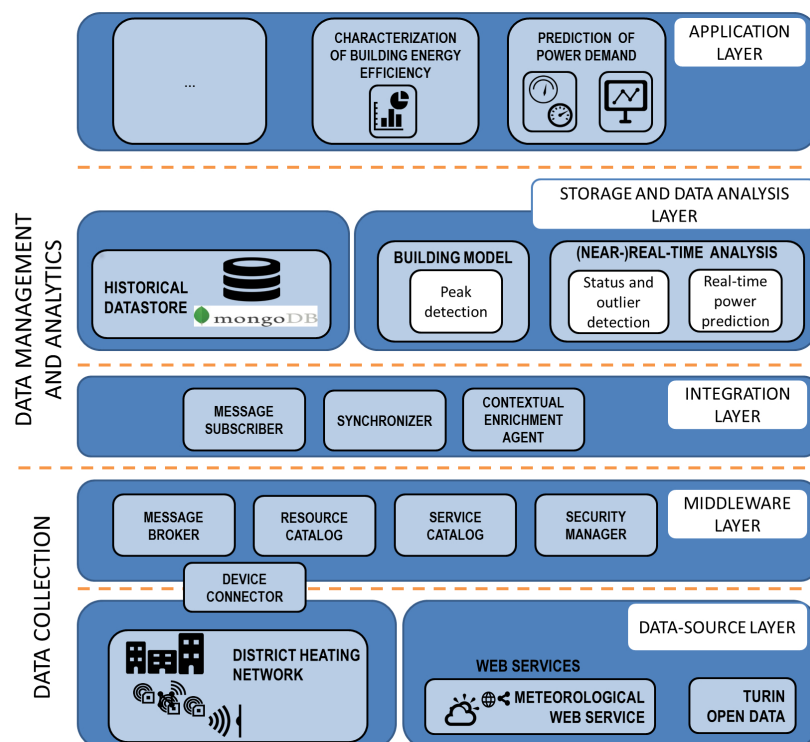 APPLICATION
LAYER
...
CHARACTERIZATION
OF BUILDING ENERGY
EFFICIENCY
PREDICTION OF
POWER DEMAND
DATA MANAGEMENT
AND ANALYTICS
STORAGE AND DATA ANALYSIS
LAYER
HISTORICAL
DATASTORE
mongoDB
BUILDING MODEL
Peak
detection
(NEAR-)REAL-TIME ANALYSIS
Status and
outlier
detection
Real-time
power
prediction
INTEGRATION
LAYER
MESSAGE
SUBSCRIBER
SYNCHRONIZER
CONTEXTUAL
ENRICHMENT
AGENT
DATA COLLECTION
MIDDLEWARE
LAYER
MESSAGE
BROKER
RESOURCE
CATALOG
SERVICE
CATALOG
SECURITY
MANAGER
DEVICE
CONNECTOR
DATA-SOURCE LAYER
DISTRICT HEATING
NETWORK
WEB SERVICES
METEOROLOGICAL
WEB SERVICE
TURIN
OPEN DATA